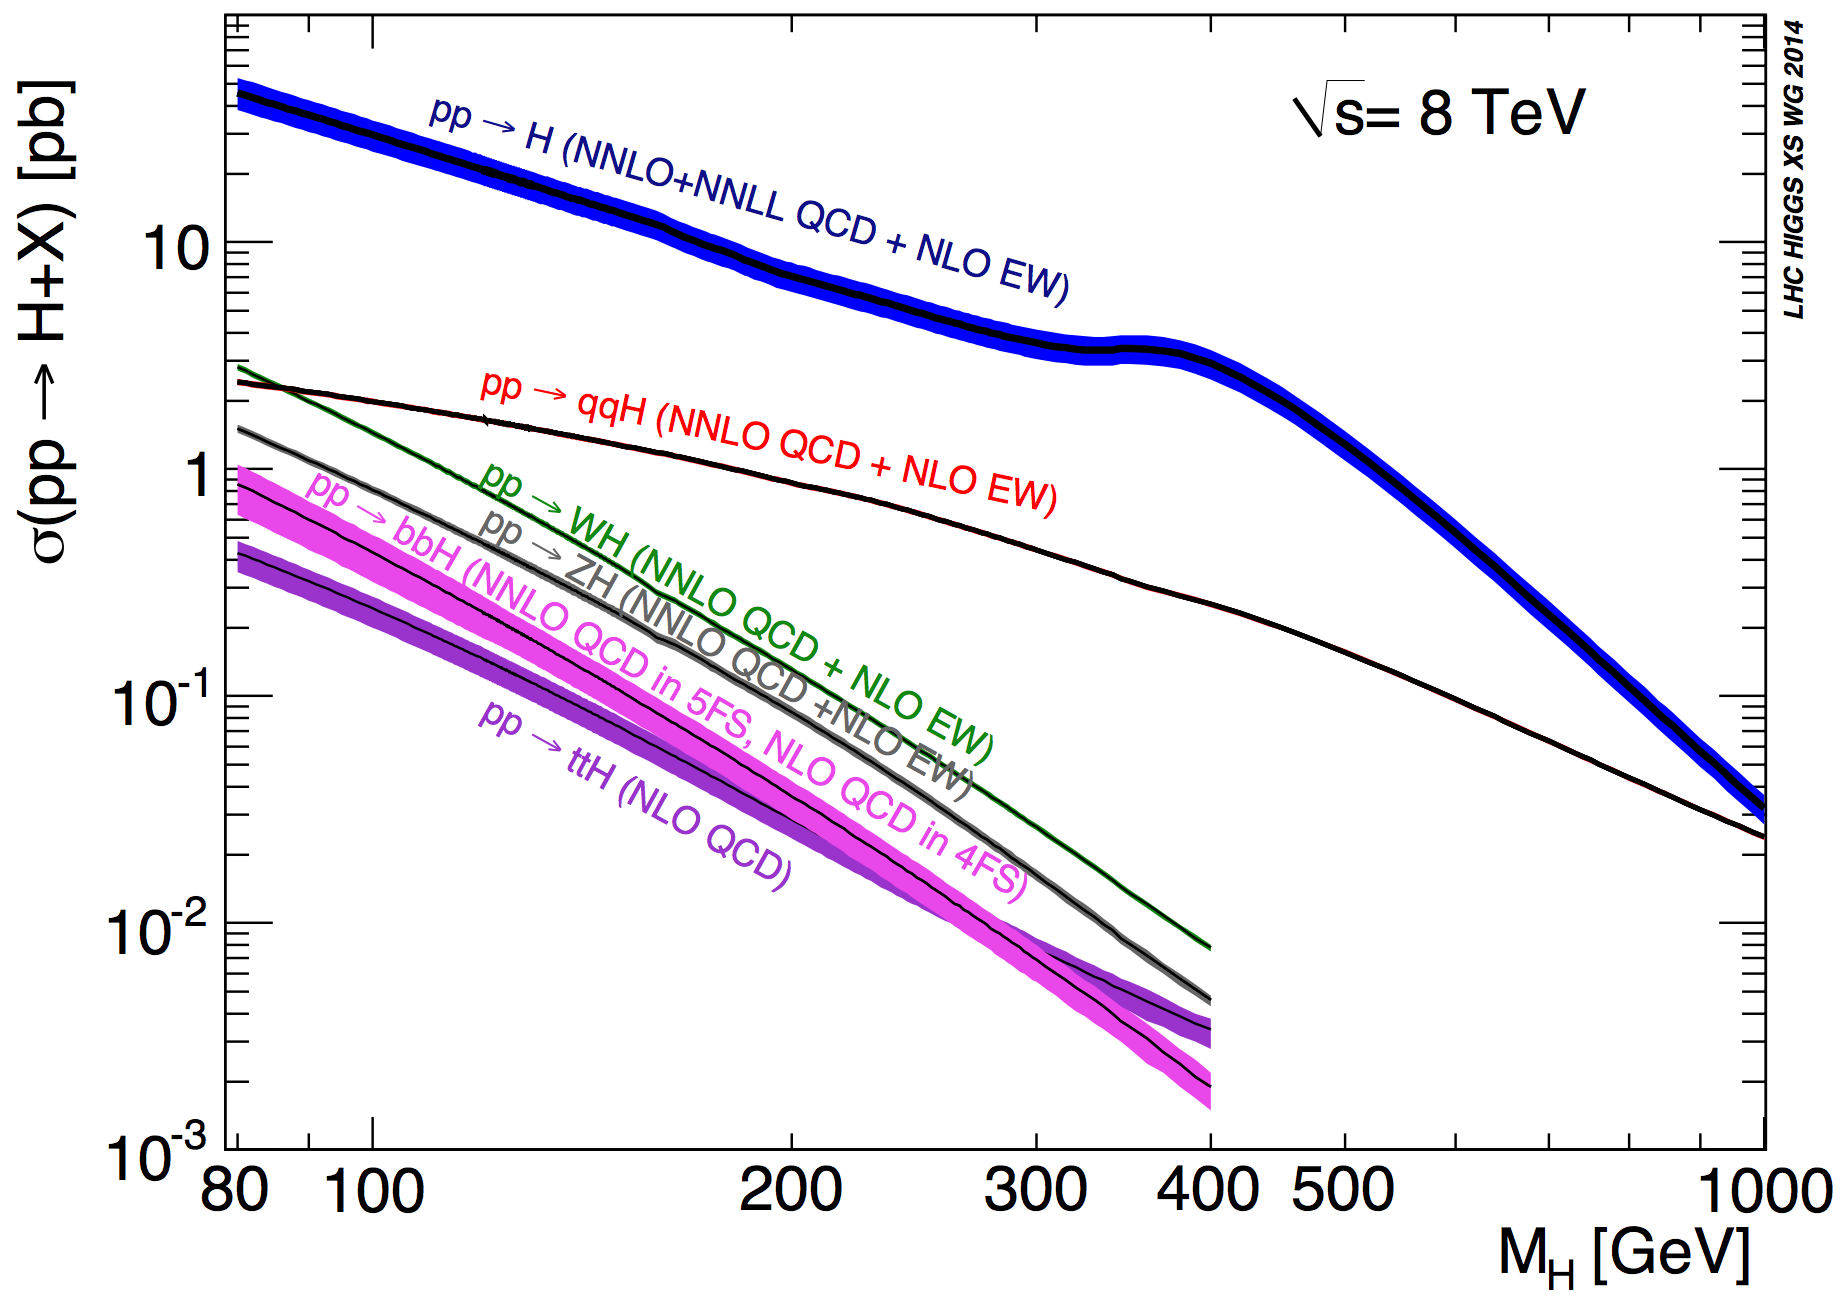 σ(pp → H+X) [pb]
√s= 8 TeV
LHC HIGGS XS WG 2014
pp → H (NNLO+NNLL QCD + NLO EW)
pp → qqH (NNLO QCD + NLO EW)
pp → WH (NNLO QCD + NLO EW)
pp → ZH (NNLO QCD +NLO EW)
pp → bbH (NNLO QCD in 5FS, NLO QCD in 4FS)
pp → ttH (NLO QCD)
10
1
10⁻¹
10⁻²
10⁻³
80 100 200 300 400 500 1000
M_H [GeV]